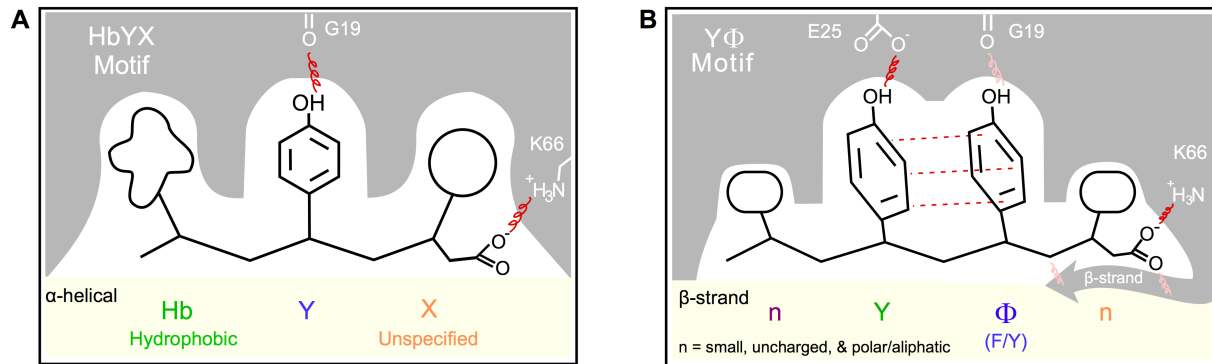 A
HbYX
Motif
O
G19
OH
K66
+
H₃N
O-
O
α-helical
Hb
Y
X
Hydrophobic
Unspecified
B
YΦ
Motif
E25
O
O-
G19
O
OH
OH
K66
+
H₃N
O-
O
β-strand
β-strand
n
Y
Φ
n
(F/Y)
n = small, uncharged, & polar/aliphatic